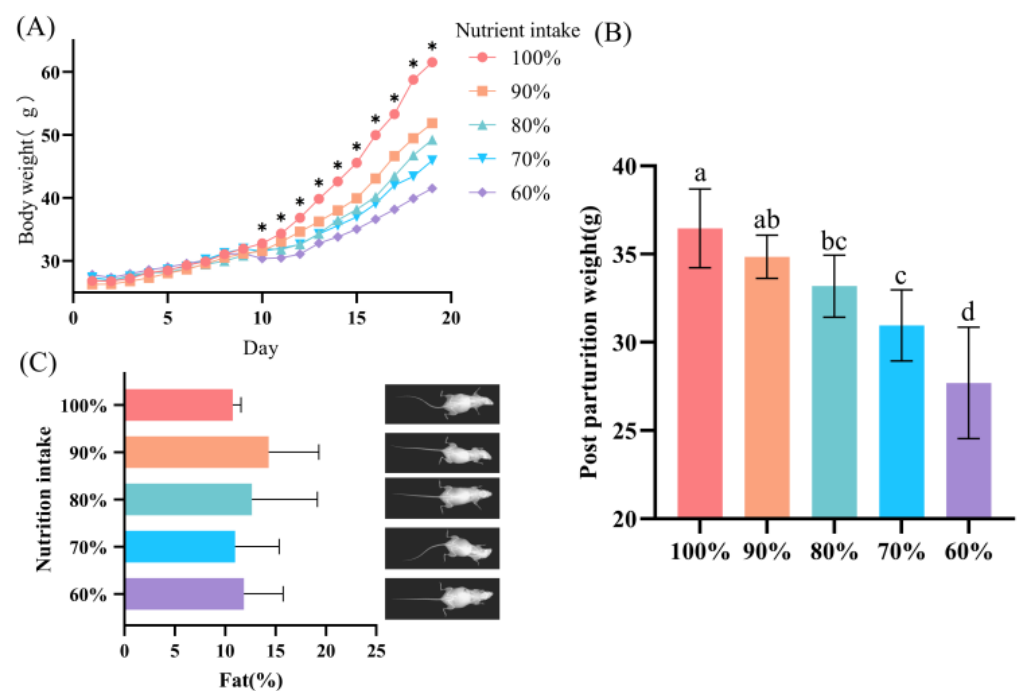 (A)
Nutrient intake
100%
90%
80%
70%
60%
* * * * * * * * * *
Body weight( g )
60
50
40
30
0 5 10 15 20
Day
(B)
Post parturition weight(g)
40
35
30
25
20
a ab bc c d
100% 90% 80% 70% 60%
(C)
Nutrition intake
100%
90%
80%
70%
60%
0 5 10 15 20 25
Fat(%)